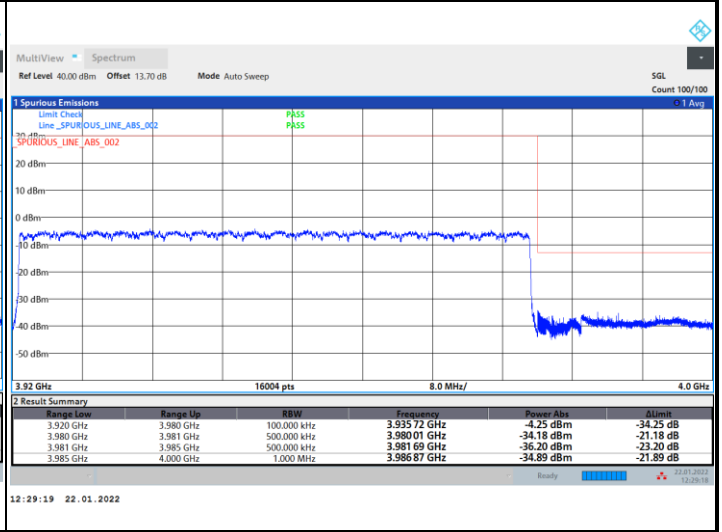 MultiView Spectrum
Ref Level 40.00 dBm Offset 13.70 dB Mode Auto Sweep SGL
Count 100/100
1 Spurious Emissions 1 Avg
Limit Check PASS
Line _SPURIOUS_LINE_ABS_002 PASS
30 dBm
_SPURIOUS_LINE_ABS_002
20 dBm
10 dBm
0 dBm
-10 dBm
-20 dBm
-30 dBm
-40 dBm
-50 dBm
3.92 GHz 16004 pts 8.0 MHz/ 4.0 GHz
2 Result Summary
Range Low Range Up RBW Frequency Power Abs ΔLimit
3.920 GHz 3.980 GHz 100.000 kHz 3.935 72 GHz -4.25 dBm -34.25 dB
3.980 GHz 3.981 GHz 500.000 kHz 3.980 01 GHz -34.18 dBm -21.18 dB
3.981 GHz 3.985 GHz 500.000 kHz 3.981 69 GHz -36.20 dBm -23.20 dB
3.985 GHz 4.000 GHz 1.000 MHz 3.986 87 GHz -34.89 dBm -21.89 dB
Ready 22.01.2022
12:29:18
12:29:19 22.01.2022